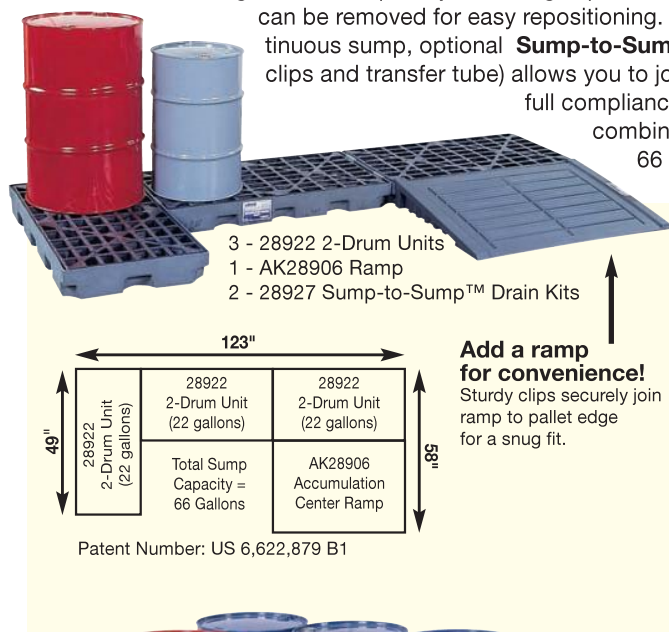 can be removed for easy repositioning.
tinuous sump, optional Sump-to-Sum
clips and transfer tube) allows you to jo
full complianc
combin
66
3 - 28922 2-Drum Units
1 - AK28906 Ramp
2 - 28927 Sump-to-Sump™ Drain Kits
Add a ramp
for convenience!
Sturdy clips securely join
ramp to pallet edge
for a snug fit.
123"
49"
28922
2-Drum Unit
(22 gallons)
28922
2-Drum Unit
(22 gallons)
28922
2-Drum Unit
(22 gallons)
Total Sump
Capacity =
66 Gallons
AK28906
Accumulation
Center Ramp
58"
Patent Number: US 6,622,879 B1